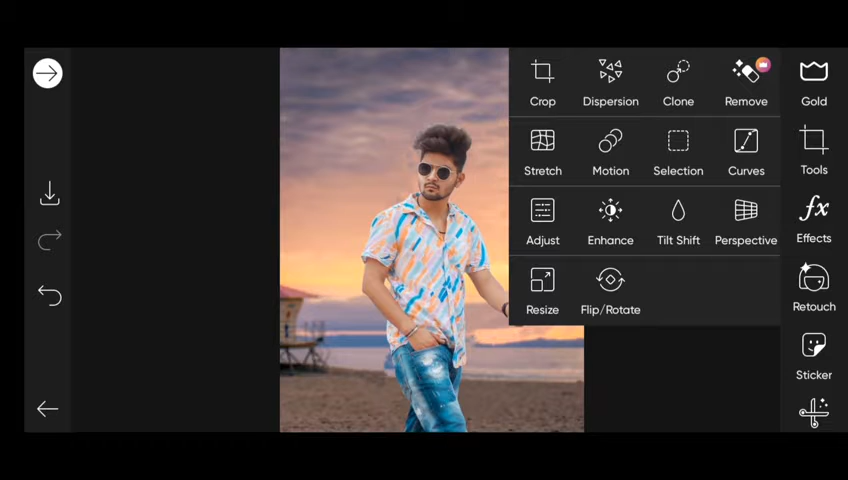 Crop Dispersion Clone Remove
Stretch Motion Selection Curves
Adjust Enhance Tilt Shift Perspective
Resize Flip/Rotate
Gold
Tools
fx
Effects
Retouch
Sticker